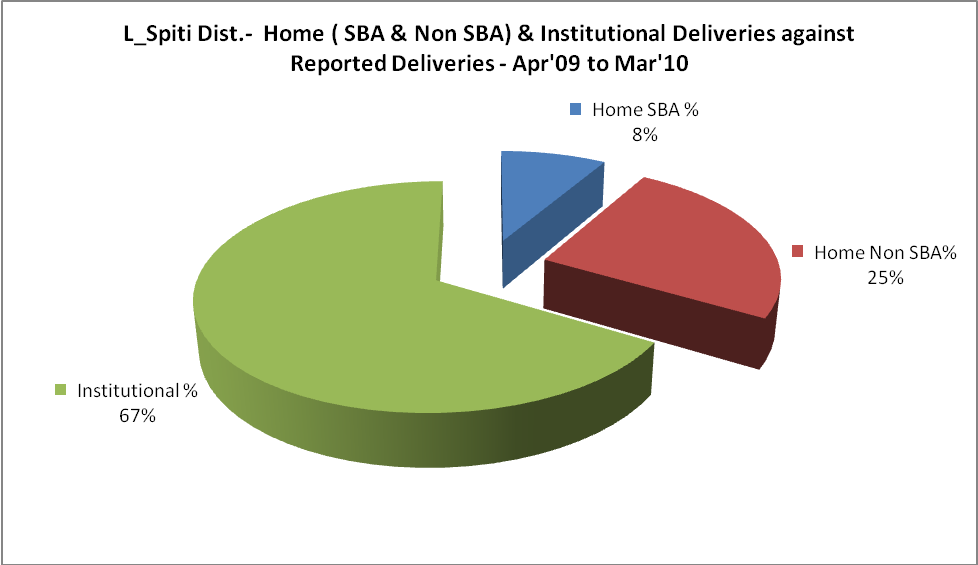 L_Spiti Dist.- Home ( SBA & Non SBA) & Institutional Deliveries against
Reported Deliveries - Apr'09 to Mar'10
Home SBA %
8%
Home Non SBA%
25%
Institutional %
67%